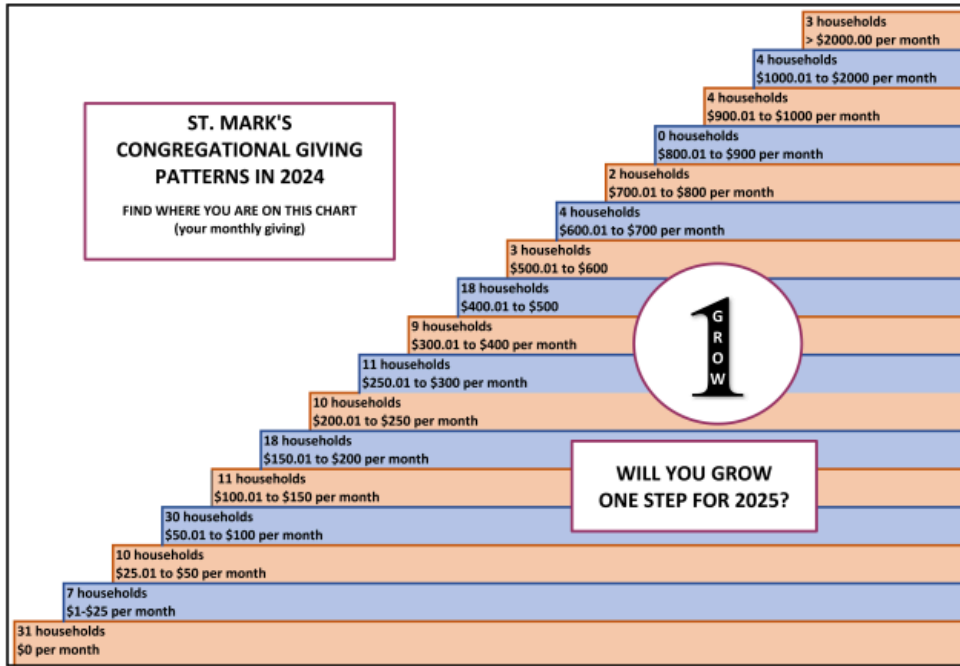 3 households
> $2000.00 per month
4 households
$1000.01 to $2000 per month
4 households
$900.01 to $1000 per month
0 households
$800.01 to $900 per month
2 households
$700.01 to $800 per month
4 households
$600.01 to $700 per month
3 households
$500.01 to $600
18 households
$400.01 to $500
9 households
$300.01 to $400 per month
11 households
$250.01 to $300 per month
10 households
$200.01 to $250 per month
18 households
$150.01 to $200 per month
11 households
$100.01 to $150 per month
30 households
$50.01 to $100 per month
10 households
$25.01 to $50 per month
7 households
$1-$25 per month
31 households
$0 per month
ST. MARK'S
CONGREGATIONAL GIVING
PATTERNS IN 2024
FIND WHERE YOU ARE ON THIS CHART
(your monthly giving)
1
GROW
WILL YOU GROW
ONE STEP FOR 2025?